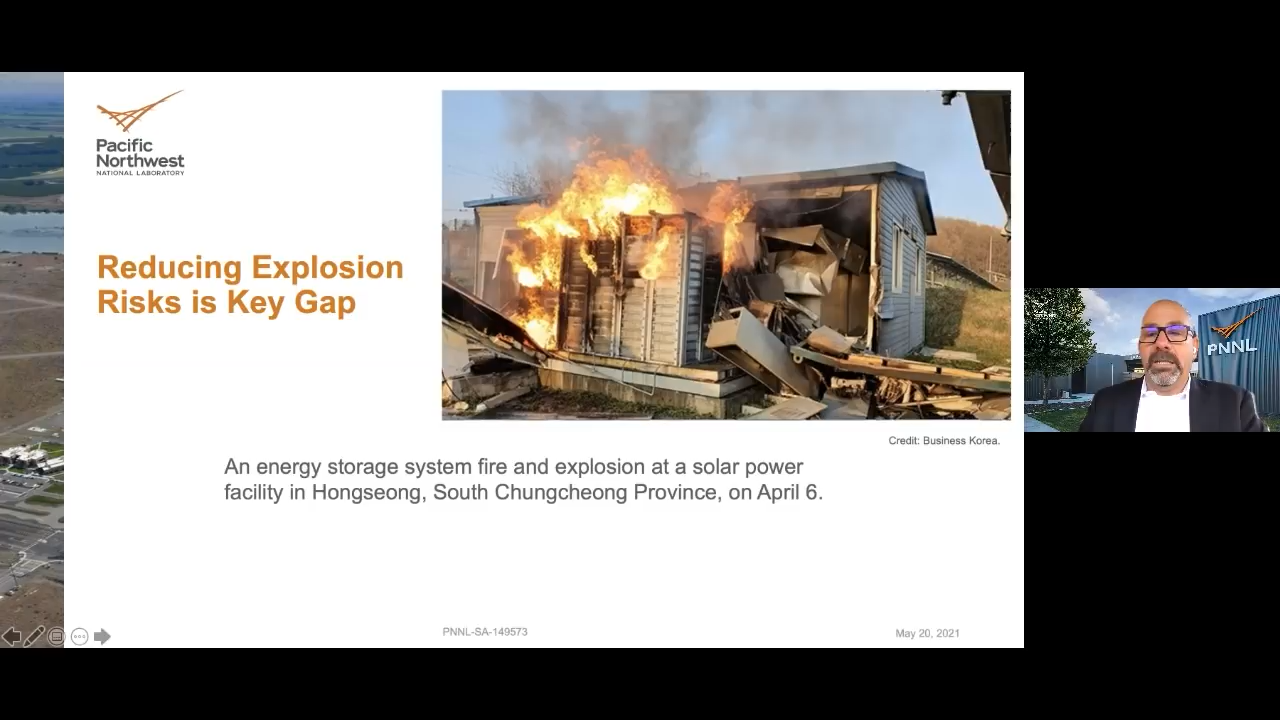 Pacific
Northwest
NATIONAL LABORATORY
Reducing Explosion
Risks is Key Gap
Credit: Business Korea.
An energy storage system fire and explosion at a solar power
facility in Hongseong, South Chungcheong Province, on April 6.
PNNL-SA-149573
May 20, 2021
PNNL